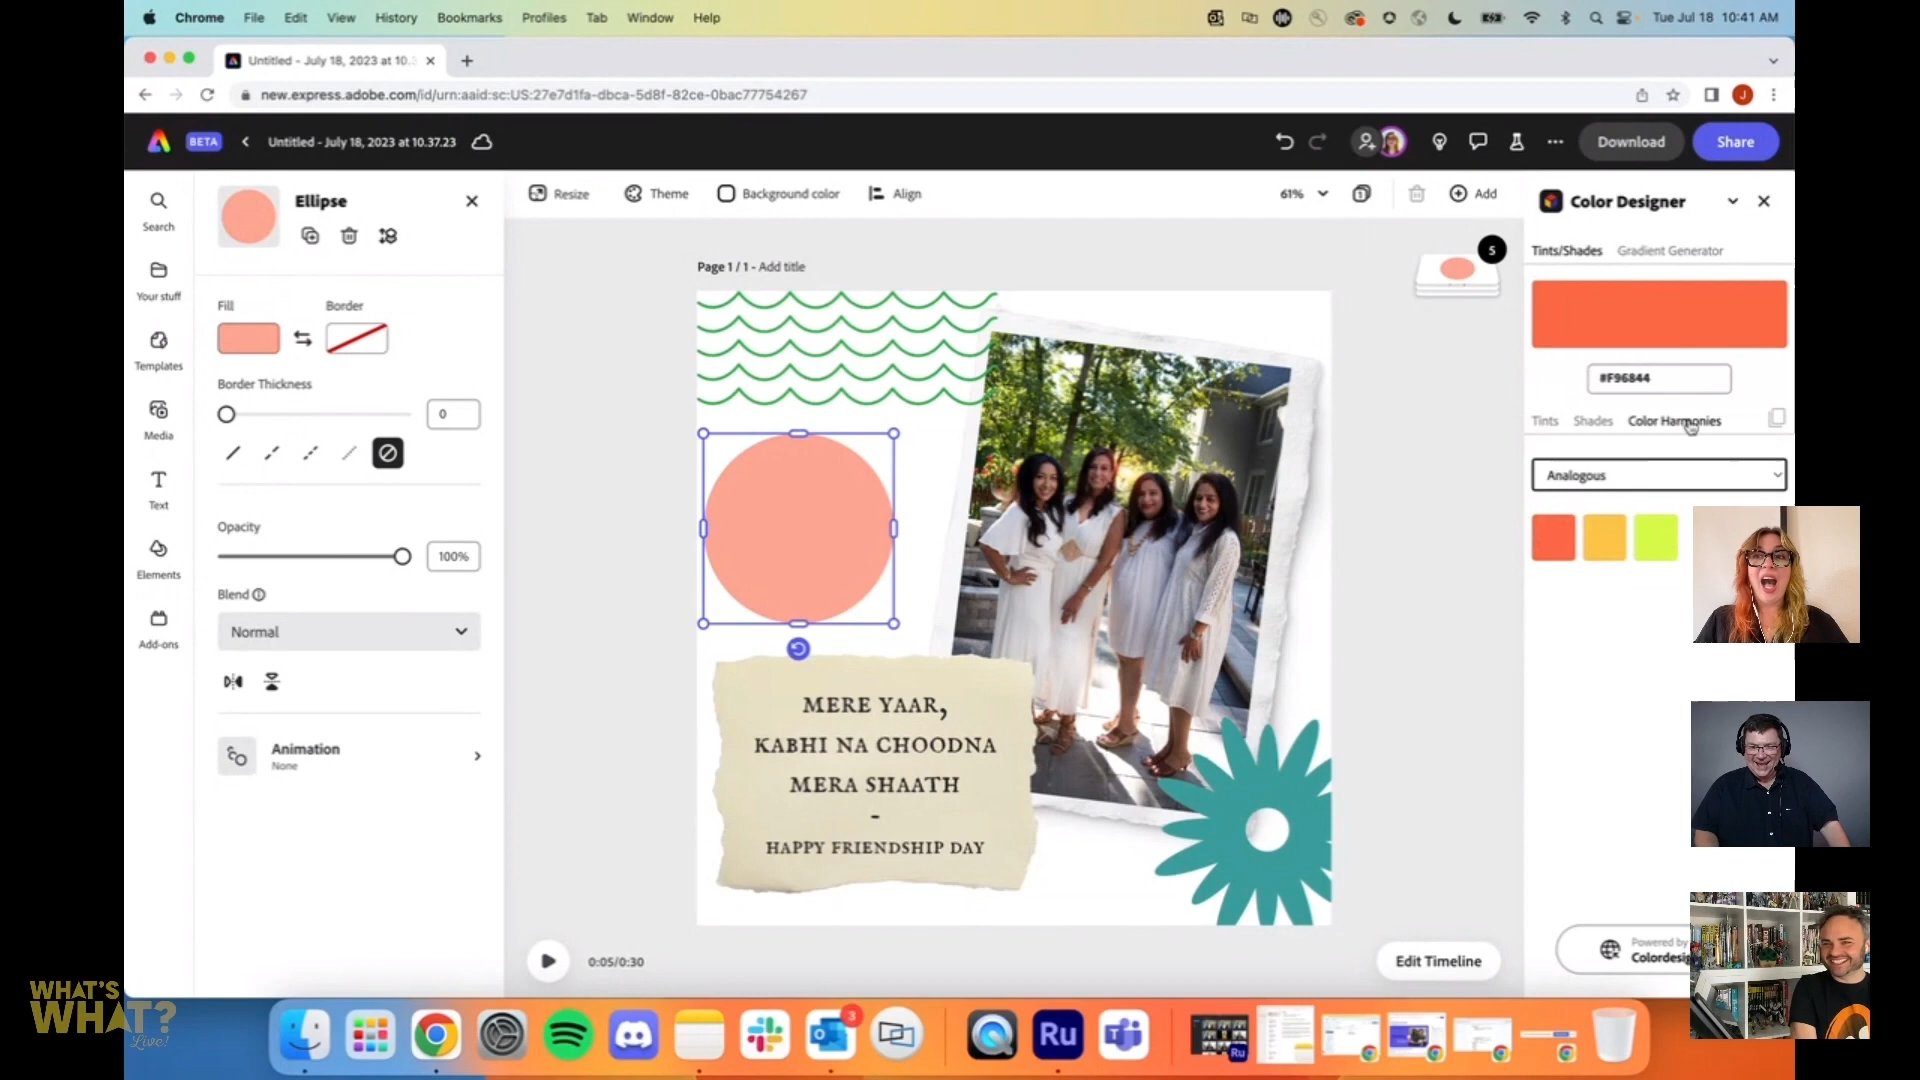 Chrome File Edit View History Bookmarks Profiles Tab Window Help
Tue Jul 18 10:41 AM
Untitled - July 18, 2023 at 10.3
new.express.adobe.com/id/urn:aaid:sc:US:27e7d1fa-dbca-5d8f-82ce-0bac77754267
J
BETA
Untitled - July 18, 2023 at 10.37.23
Download
Share
Search
Your stuff
Templates
Media
Text
Elements
Add-ons
Ellipse
Fill
Border
Border Thickness
0
Opacity
100%
Blend
Normal
Animation
None
Resize
Theme
Background color
Align
61%
1
Add
Page 1 / 1 - Add title
5
MERE YAAR,
KABHI NA CHOODNA
MERA SHAATH
-
HAPPY FRIENDSHIP DAY
0:05/0:30
Edit Timeline
Color Designer
Tints/Shades
Gradient Generator
#F96844
Tints
Shades
Color Harmonies
Analogous
Powered by
Colordesig
WHAT'S
WHAT?
Live!
3
Ru
Ru